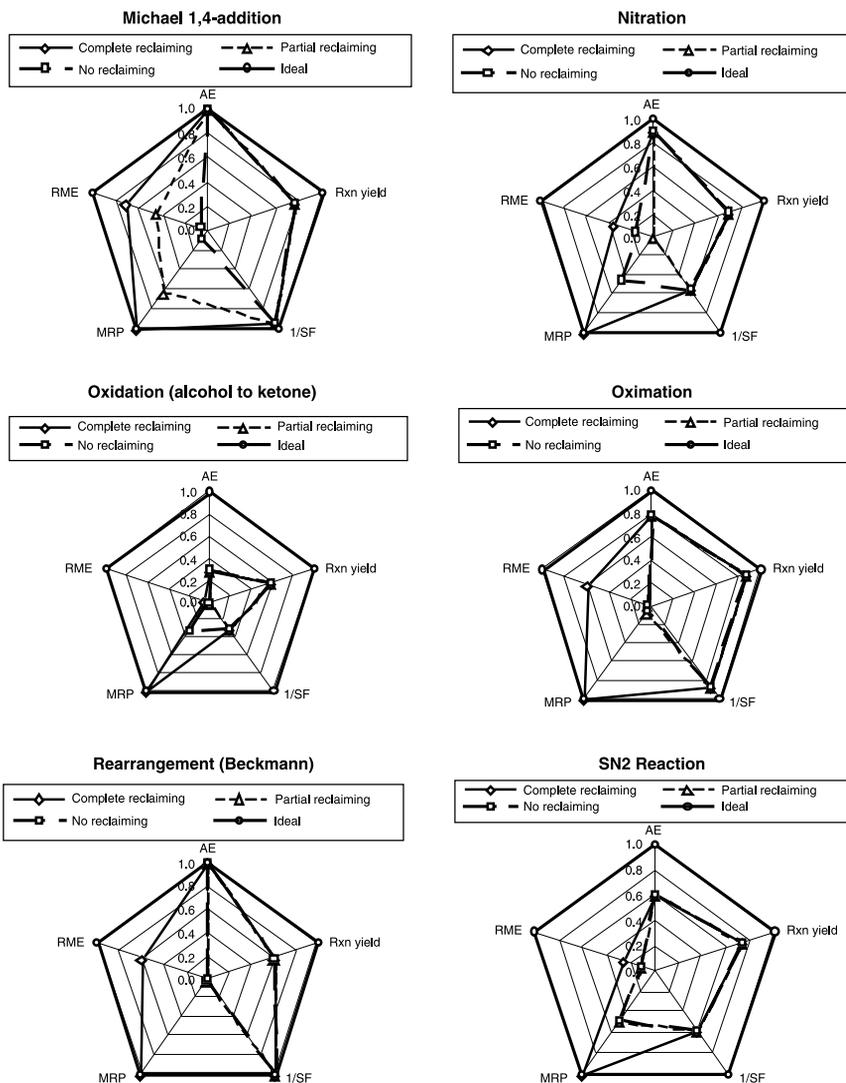 Michael 1,4-addition
Complete reclaiming
Partial reclaiming
No reclaiming
Ideal
AE
1.0
0.8
0.6
0.4
0.2
0.0
RME
Rxn yield
MRP
1/SF
Nitration
Complete reclaiming
Partial reclaiming
No reclaiming
Ideal
AE
1.0
0.8
0.6
0.4
0.2
0.0
RME
Rxn yield
MRP
1/SF
Oxidation (alcohol to ketone)
Complete reclaiming
Partial reclaiming
No reclaiming
Ideal
AE
1.0
0.8
0.6
0.4
0.2
0.0
RME
Rxn yield
MRP
1/SF
Oximation
Complete reclaiming
Partial reclaiming
No reclaiming
Ideal
AE
1.0
0.8
0.6
0.4
0.2
0.0
RME
Rxn yield
MRP
1/SF
Rearrangement (Beckmann)
Complete reclaiming
Partial reclaiming
No reclaiming
Ideal
AE
1.0
0.8
0.6
0.4
0.2
0.0
RME
Rxn yield
MRP
1/SF
SN2 Reaction
Complete reclaiming
Partial reclaiming
No reclaiming
Ideal
AE
1.0
0.8
0.6
0.4
0.2
0.0
RME
Rxn yield
MRP
1/SF